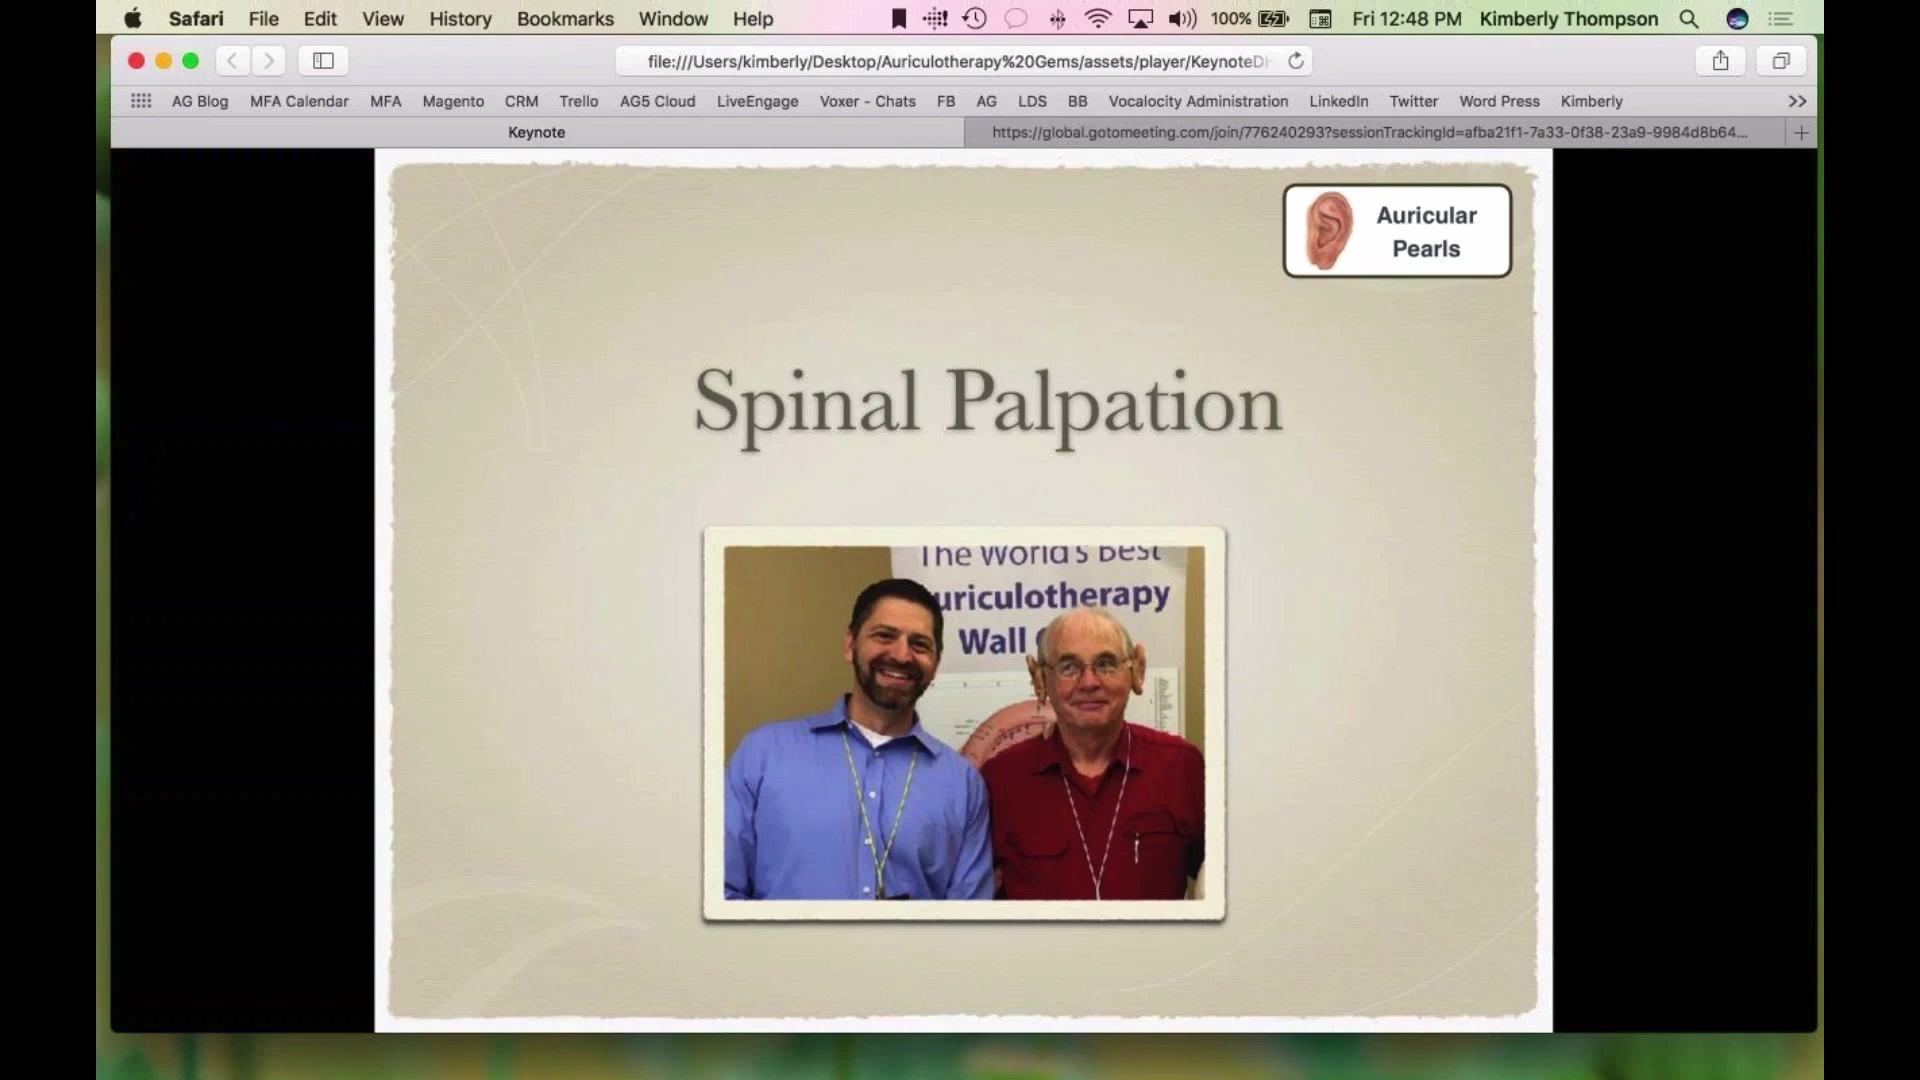 Safari File Edit View History Bookmarks Window Help 100% Fri 12:48 PM Kimberly Thompson
file:///Users/kimberly/Desktop/Auriculotherapy%20Gems/assets/player/KeynoteDH
AG Blog MFA Calendar MFA Magento CRM Trello AG5 Cloud LiveEngage Voxer - Chats FB AG LDS BB Vocalocity Administration LinkedIn Twitter Word Press Kimberly
Keynote https://global.gotomeeting.com/join/776240293?sessionTrackingId=afba21f1-7a33-0f38-23a9-9984d8b64...
Auricular
Pearls
Spinal Palpation
The World's Best
uriculotherapy
Wall